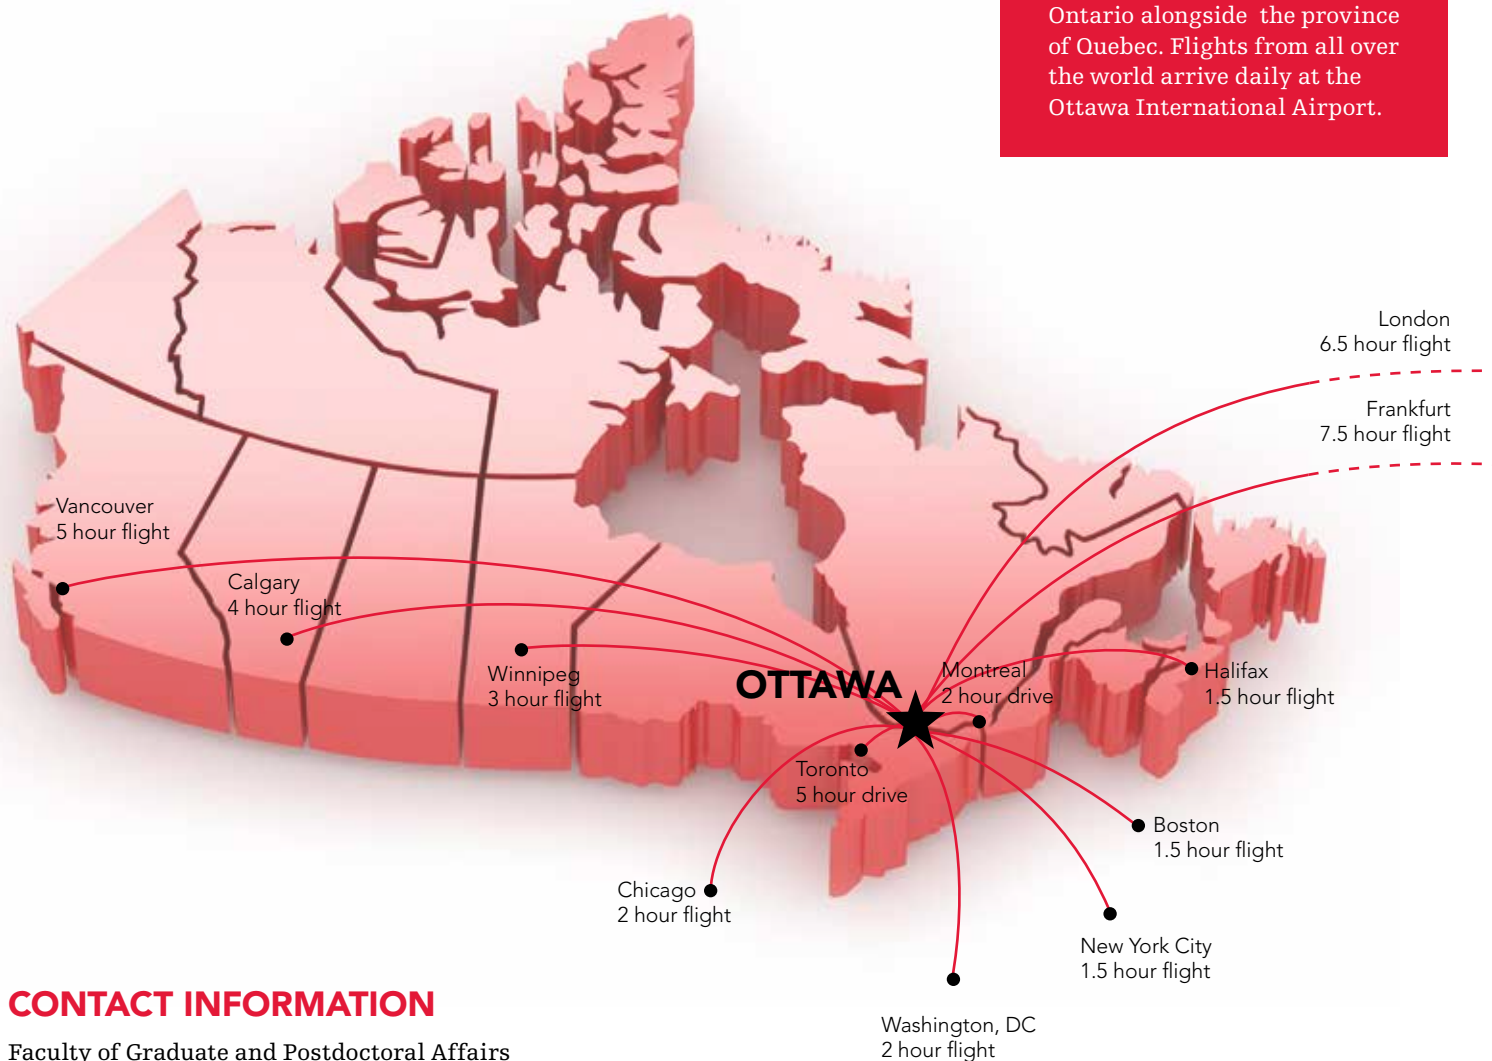 Ontario alongside the province
of Quebec. Flights from all over
the world arrive daily at the
Ottawa International Airport.
London
6.5 hour flight
Frankfurt
7.5 hour flight
Vancouver
5 hour flight
Calgary
4 hour flight
Winnipeg
3 hour flight
OTTAWA
Montreal
2 hour drive
Halifax
1.5 hour flight
Toronto
5 hour drive
Boston
1.5 hour flight
Chicago
2 hour flight
New York City
1.5 hour flight
Washington, DC
2 hour flight
CONTACT INFORMATION
Faculty of Graduate and Postdoctoral Affairs